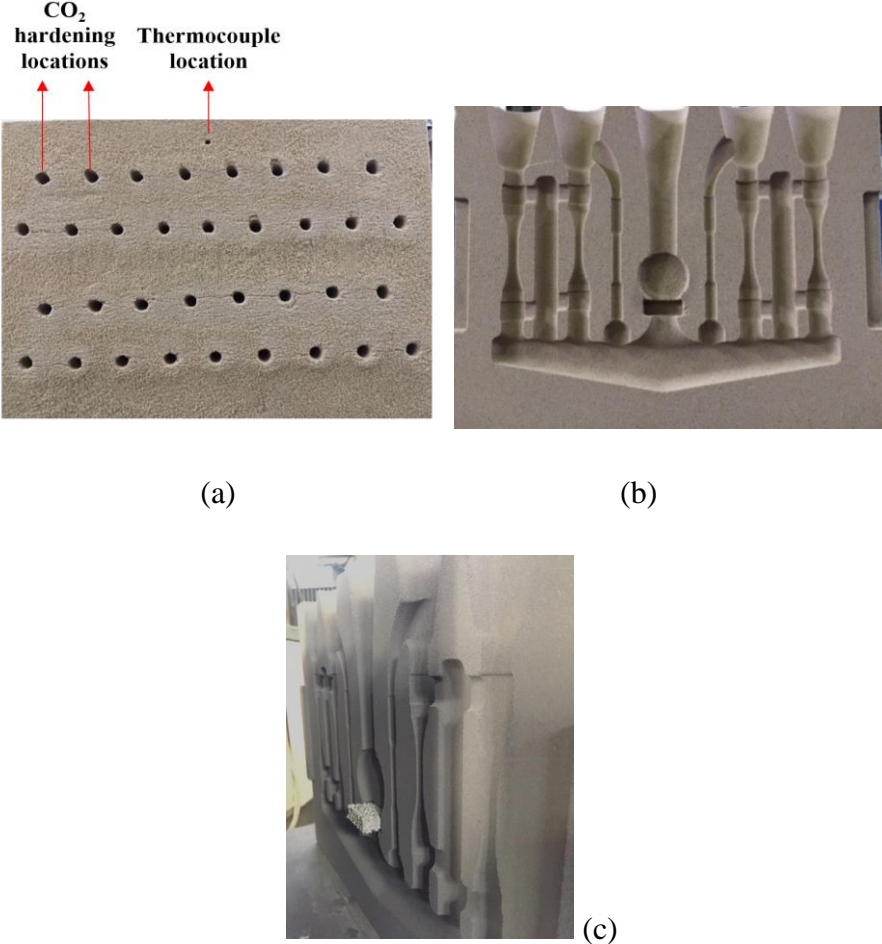 CO₂
hardening
locations
Thermocouple
location
(a)
(b)
(c)